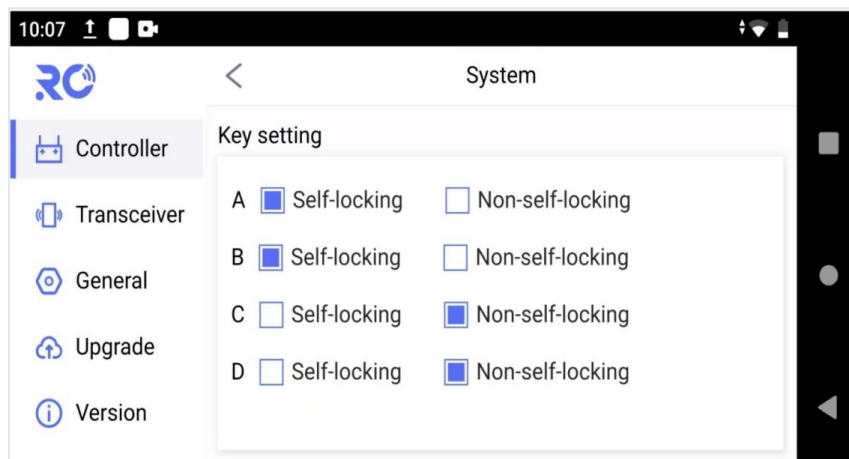 10:07
RC
System
Controller
Key setting
A Self-locking Non-self-locking
Transceiver
B Self-locking Non-self-locking
General
C Self-locking Non-self-locking
Upgrade
D Self-locking Non-self-locking
Version